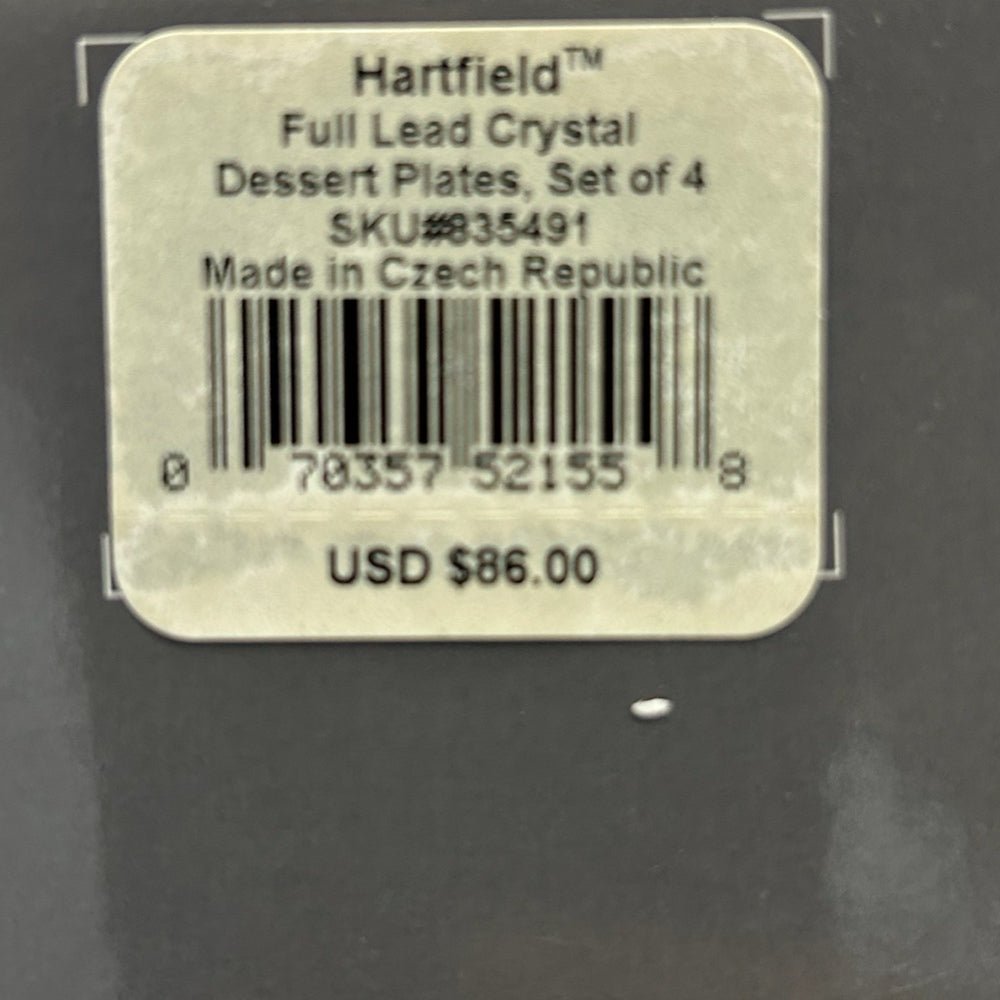 Hartfield™
Full Lead Crystal
Dessert Plates, Set of 4
SKU#835491
Made in Czech Republic
0 70357 52155 8
USD $86.00